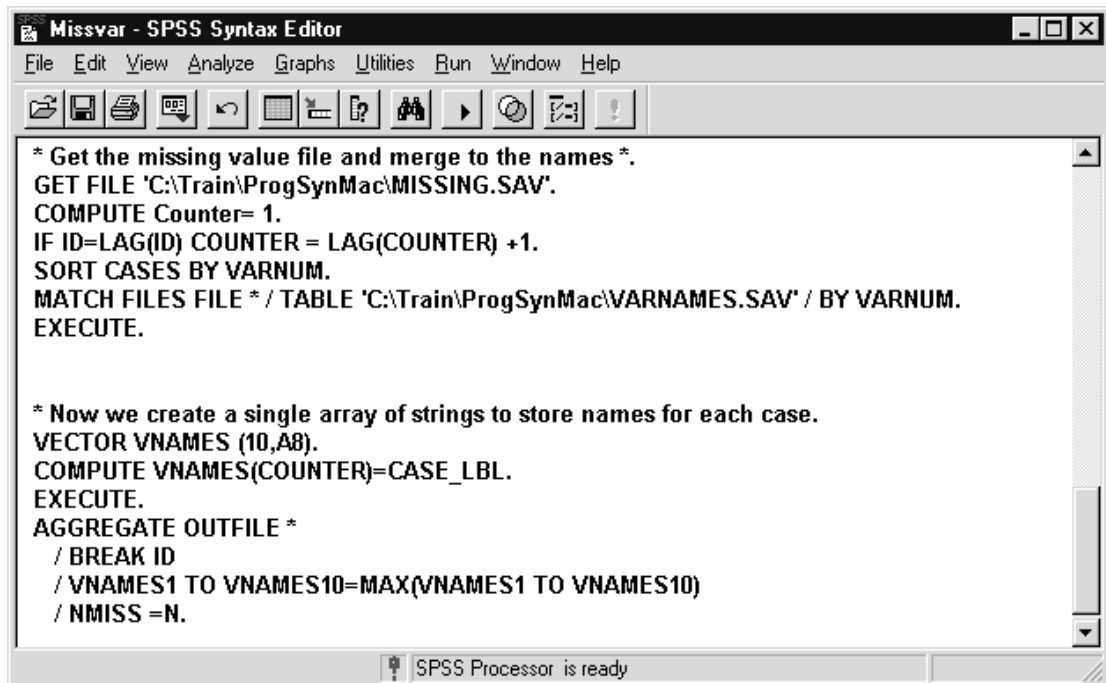 Missvar - SPSS Syntax Editor
File Edit View Analyze Graphs Utilities Run Window Help
* Get the missing value file and merge to the names *.
GET FILE 'C:\Train\ProgSynMac\MISSING.SAV'.
COMPUTE Counter= 1.
IF ID=LAG(ID) COUNTER = LAG(COUNTER) +1.
SORT CASES BY VARNUM.
MATCH FILES FILE * / TABLE 'C:\Train\ProgSynMac\VARNAMES.SAV' / BY VARNUM.
EXECUTE.
* Now we create a single array of strings to store names for each case.
VECTOR VNAMES (10,A8).
COMPUTE VNAMES(COUNTER)=CASE_LBL.
EXECUTE.
AGGREGATE OUTFILE *
/ BREAK ID
/ VNAMES1 TO VNAMES10=MAX(VNAMES1 TO VNAMES10)
/ NMISS =N.
SPSS Processor is ready